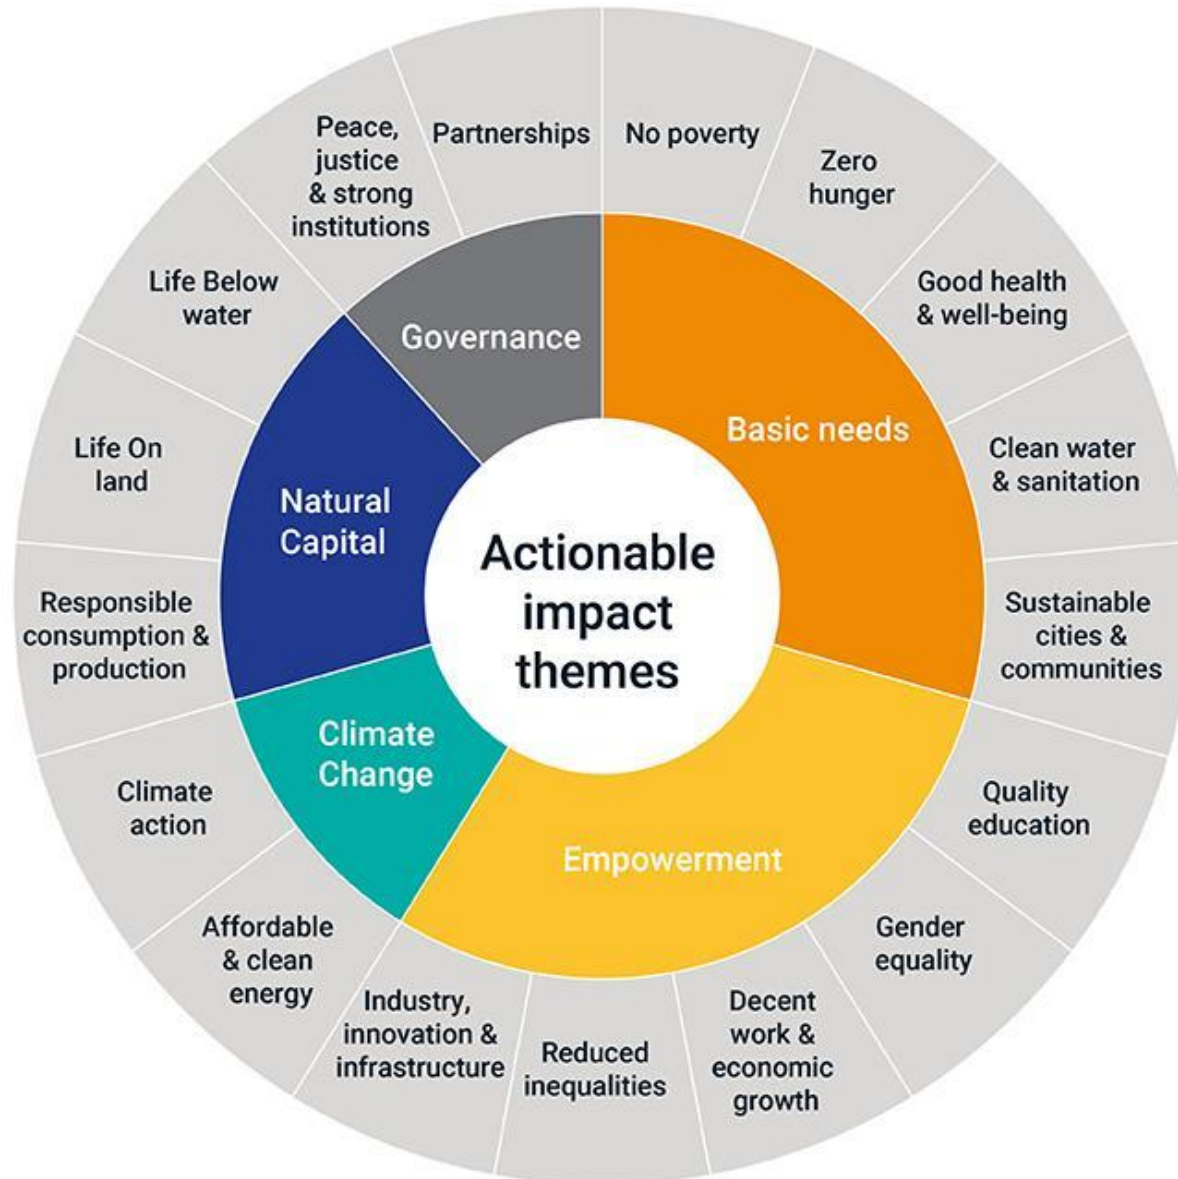 Actionable
impact
themes
Basic needs
Empowerment
Climate
Change
Natural
Capital
Governance
No poverty
Zero
hunger
Good health
& well-being
Clean water
& sanitation
Sustainable
cities &
communities
Quality
education
Gender
equality
Decent
work &
economic
growth
Reduced
inequalities
Industry,
innovation &
infrastructure
Affordable
& clean
energy
Climate
action
Responsible
consumption &
production
Life On
land
Life Below
water
Peace,
justice
& strong
institutions
Partnerships